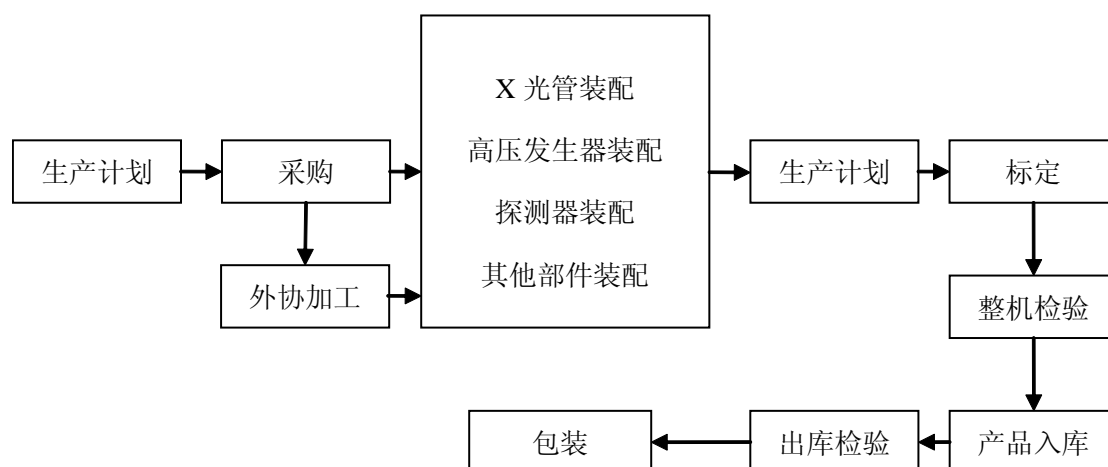 生产计划
采购
外协加工
X 光管装配
高压发生器装配
探测器装配
其他部件装配
生产计划
标定
整机检验
产品入库
出库检验
包装